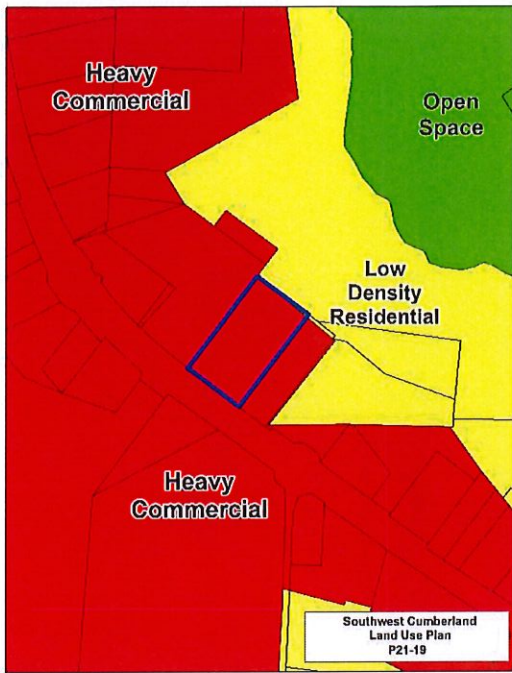 Heavy
Commercial
Open
Space
Low
Density
Residential
Heavy
Commercial
Southwest Cumberland
Land Use Plan
P21-19